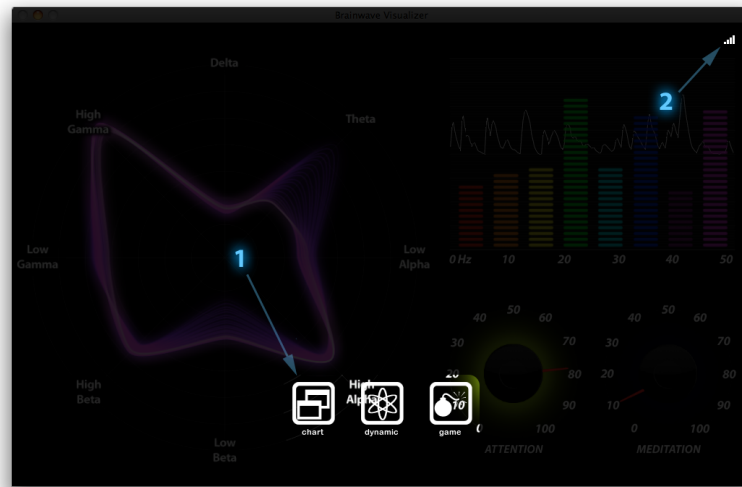 Brainwave Visualizer
Delta
2
High
Gamma
Theta
Low
Gamma
1
Low
Alpha
0 Hz 10 20 30 40 50
High
Beta
High
Alpha
Low
Beta
chart
dynamic
game
0 10 20 30 40 50 60 70 80 90 100
ATTENTION
0 10 20 30 40 50 60 70 80 90 100
MEDITATION